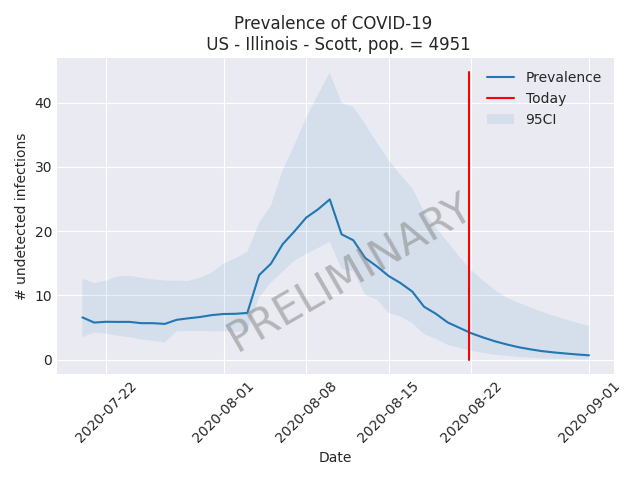 Prevalence of COVID-19
US - Illinois - Scott, pop. = 4951
Prevalence
Today
95CI
# undetected infections
40
30
20
10
0
PRELIMINARY
2020-07-22
2020-08-01
2020-08-08
2020-08-15
2020-08-22
2020-09-01
Date